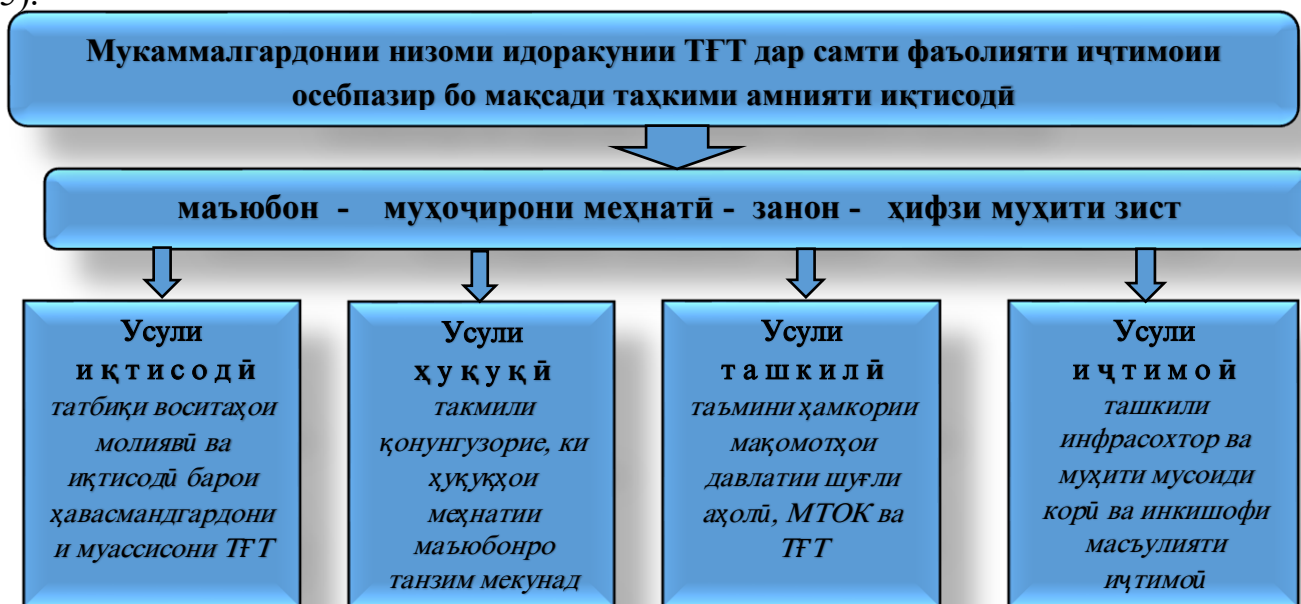 5).
Мукаммалгардонии низоми идоракунии ТҒТ дар самти фаъолияти иҷтимоии
осебпазир бо мақсади таҳкими амнияти иқтисодӣ
маъюбон - муҳоҷирони меҳнатӣ - занон - ҳифзи муҳити зист
Усули
иқтисодӣ
татбиқи воситаҳои
молиявӣ ва
иқтисодӣ барои
ҳавасмандгардони
и муассисони ТҒТ
Усули
ҳуқуқӣ
такмили
қонунгузорие, ки
ҳуқуқҳои
меҳнатии
маъюбонро
танзим мекунад
Усули
ташкилӣ
таъмини ҳамкории
мақомотҳои
давлатии шуғли
аҳолӣ, МТОК ва
ТҒТ
Усули
иҷтимоӣ
ташкили
инфрасохтор ва
муҳити мусоиди
корӣ ва инкишофи
масъулияти
иҷтимоӣ